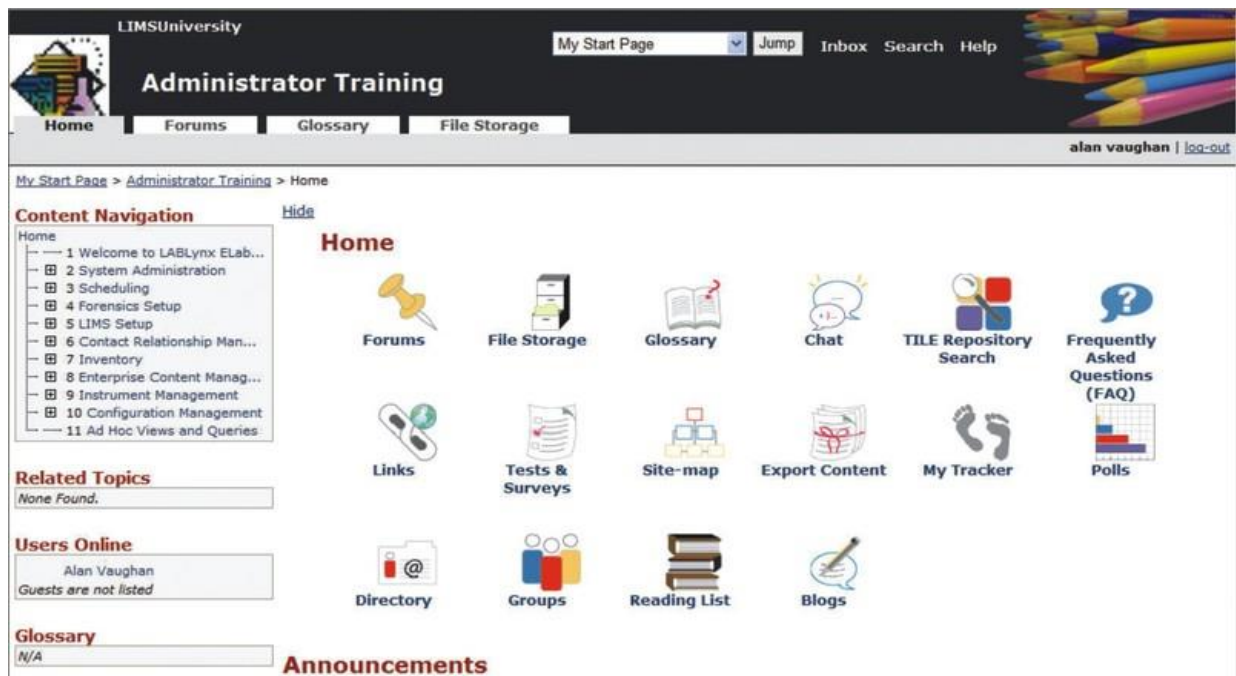 LIMSUniversity
My Start Page Jump Inbox Search Help
Administrator Training
Home Forums Glossary File Storage
alan vaughan | log-out
My Start Page > Administrator Training > Home
Content Navigation
Home
1 Welcome to LABLynx ELab...
2 System Administration
3 Scheduling
4 Forensics Setup
5 LIMS Setup
6 Contact Relationship Man...
7 Inventory
8 Enterprise Content Manag...
9 Instrument Management
10 Configuration Management
11 Ad Hoc Views and Queries
Related Topics
None Found.
Users Online
Alan Vaughan
Guests are not listed
Glossary
N/A
Hide
Home
Forums
File Storage
Glossary
Chat
TILE Repository
Search
Frequently
Asked
Questions
(FAQ)
Links
Tests &
Surveys
Site-map
Export Content
My Tracker
Polls
Directory
Groups
Reading List
Blogs
Announcements